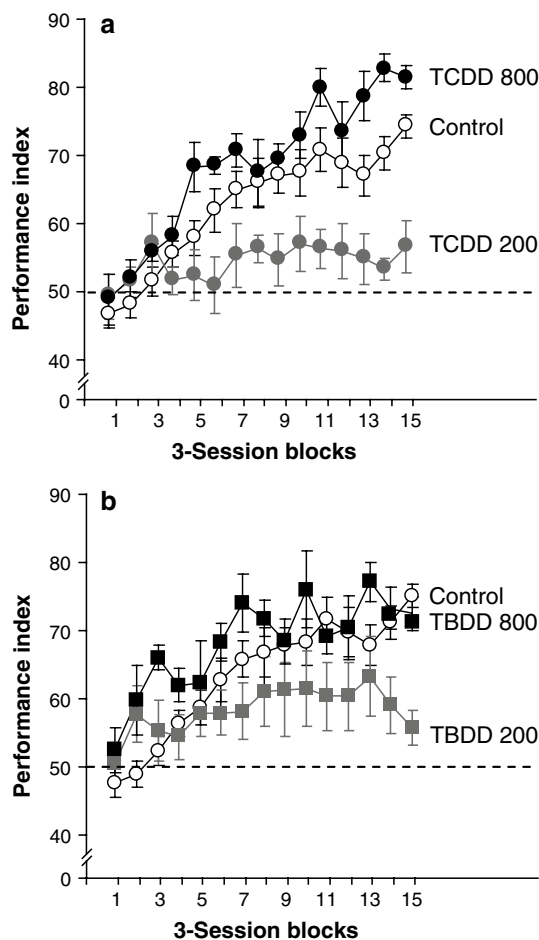 a
90
80
70
60
50
40
0
Performance index
TCDD 800
Control
TCDD 200
1 3 5 7 9 11 13 15
3-Session blocks
b
90
80
70
60
50
40
0
Performance index
Control
TBDD 800
TBDD 200
1 3 5 7 9 11 13 15
3-Session blocks